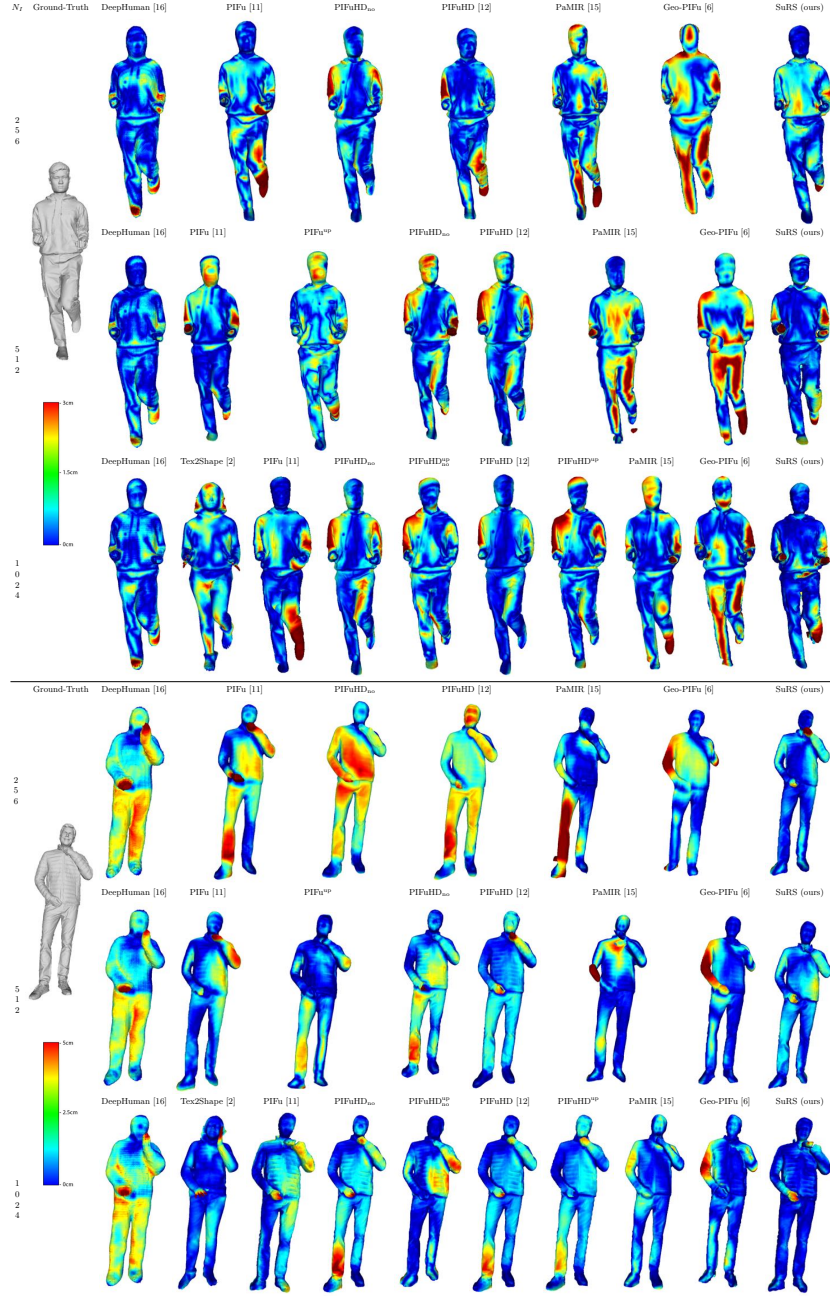 N_I Ground-Truth DeepHuman [16] PIFu [11] PIFuHD_no PIFuHD [12] PaMIR [15] Geo-PIFu [6] SuRS (ours)
2
5
6
DeepHuman [16] PIFu [11] PIFu^up PIFuHD_no PIFuHD [12] PaMIR [15] Geo-PIFu [6] SuRS (ours)
5
1
2
3cm
1.5cm
0cm
DeepHuman [16] Tex2Shape [2] PIFu [11] PIFuHD_no PIFuHD^up_no PIFuHD [12] PIFuHD^up PaMIR [15] Geo-PIFu [6] SuRS (ours)
1
0
2
4
Ground-Truth DeepHuman [16] PIFu [11] PIFuHD_no PIFuHD [12] PaMIR [15] Geo-PIFu [6] SuRS (ours)
2
5
6
DeepHuman [16] PIFu [11] PIFu^up PIFuHD_no PIFuHD [12] PaMIR [15] Geo-PIFu [6] SuRS (ours)
5
1
2
5cm
2.5cm
0cm
DeepHuman [16] Tex2Shape [2] PIFu [11] PIFuHD_no PIFuHD^up_no PIFuHD [12] PIFuHD^up PaMIR [15] Geo-PIFu [6] SuRS (ours)
1
0
2
4